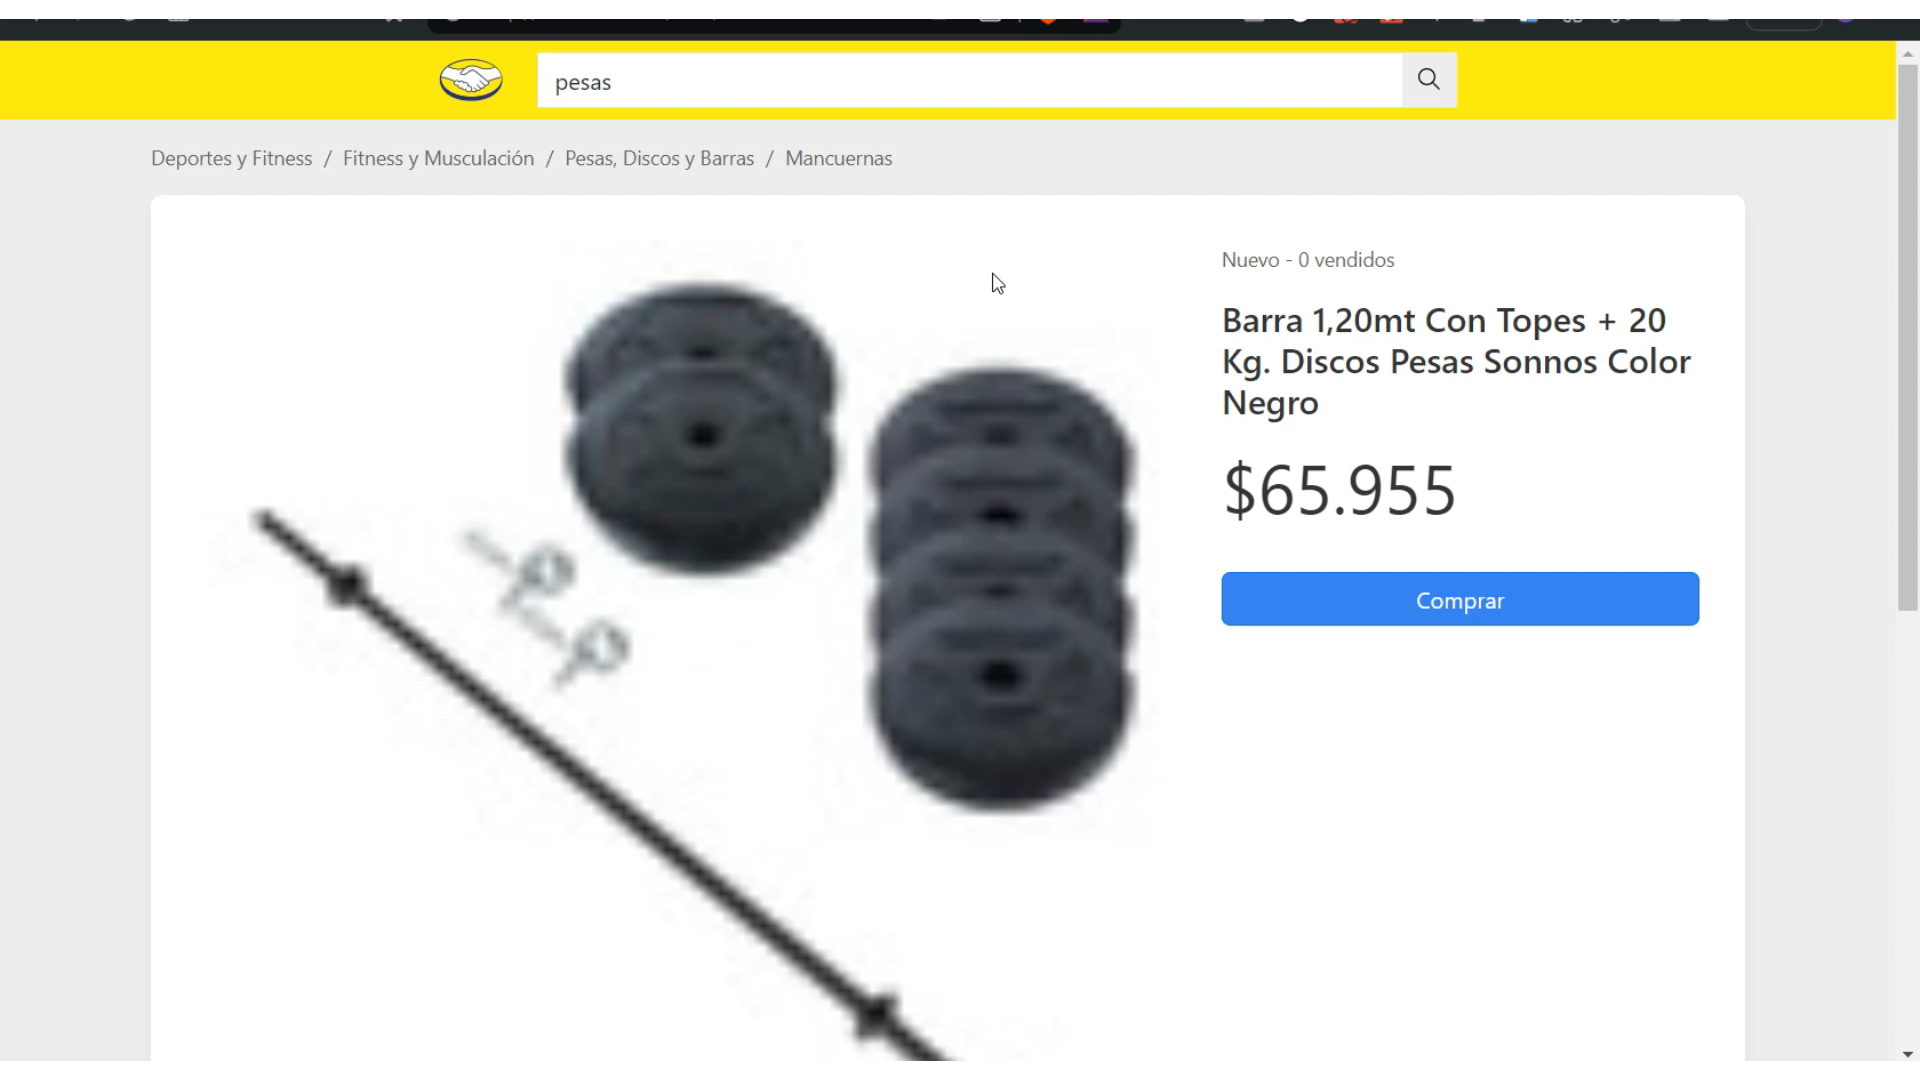 pesas
Deportes y Fitness / Fitness y Musculación / Pesas, Discos y Barras / Mancuernas
Nuevo - 0 vendidos
Barra 1,20mt Con Topes + 20
Kg. Discos Pesas Sonnos Color
Negro
$65.955
Comprar